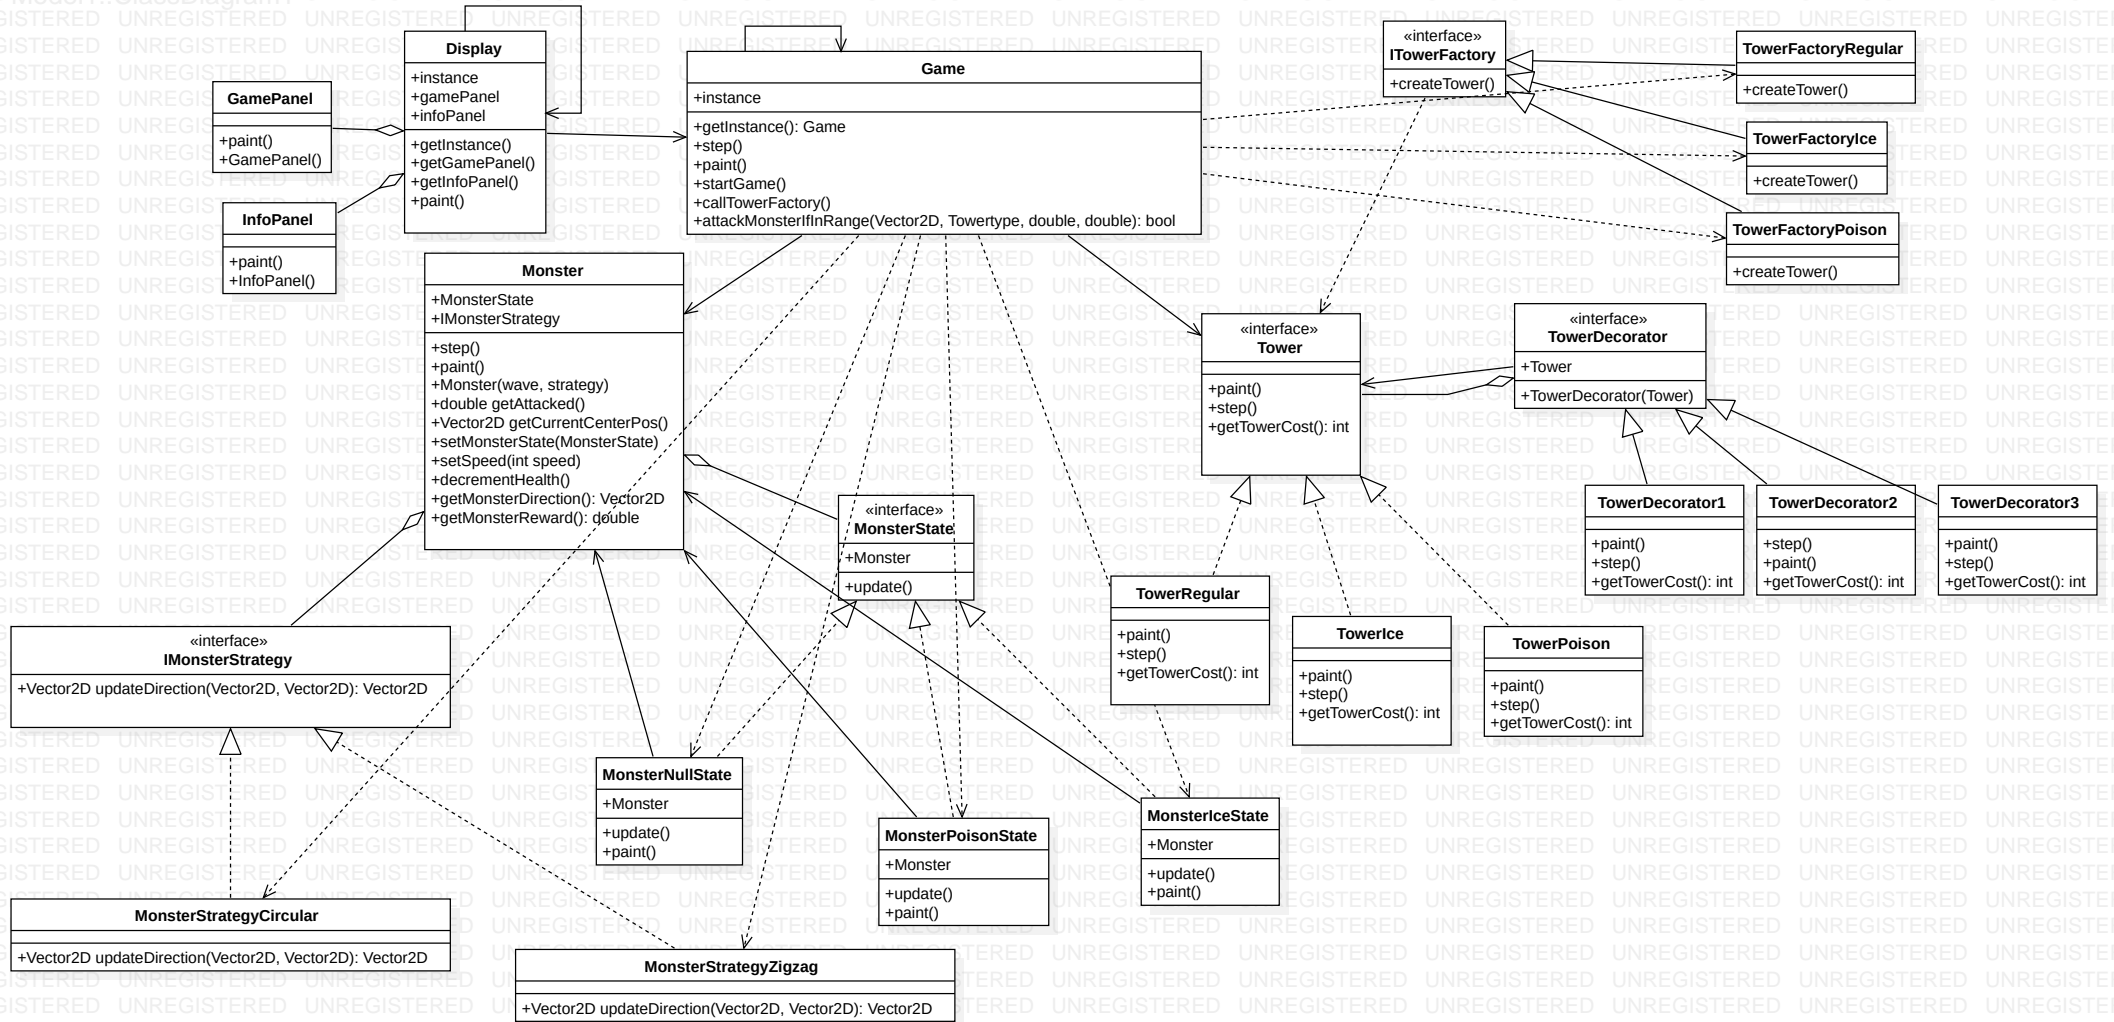 Display
+instance
+gamePanel
+infoPanel
+getInstance()
+getGamePanel()
+getInfoPanel()
+paint()
GamePanel
+paint()
+GamePanel()
InfoPanel
+paint()
+InfoPanel()
Game
+instance
+getInstance(): Game
+step()
+paint()
+startGame()
+callTowerFactory()
+attackMonsterIfInRange(Vector2D, Towertype, double, double): bool
«interface»
ITowerFactory
+createTower()
TowerFactoryRegular
+createTower()
TowerFactoryIce
+createTower()
TowerFactoryPoison
+createTower()
Monster
+MonsterState
+IMonsterStrategy
+step()
+paint()
+Monster(wave, strategy)
+double getAttacked()
+Vector2D getCurrentCenterPos()
+setMonsterState(MonsterState)
+setSpeed(int speed)
+decrementHealth()
+getMonsterDirection(): Vector2D
+getMonsterReward(): double
«interface»
Tower
+paint()
+step()
+getTowerCost(): int
«interface»
TowerDecorator
+Tower
+TowerDecorator(Tower)
TowerDecorator1
+paint()
+step()
+getTowerCost(): int
TowerDecorator2
+step()
+paint()
+getTowerCost(): int
TowerDecorator3
+paint()
+step()
+getTowerCost(): int
«interface»
MonsterState
+Monster
+update()
TowerRegular
+paint()
+step()
+getTowerCost(): int
TowerIce
+paint()
+step()
+getTowerCost(): int
TowerPoison
+paint()
+step()
+getTowerCost(): int
«interface»
IMonsterStrategy
+Vector2D updateDirection(Vector2D, Vector2D): Vector2D
MonsterNullState
+Monster
+update()
+paint()
MonsterPoisonState
+Monster
+update()
+paint()
MonsterIceState
+Monster
+update()
+paint()
MonsterStrategyCircular
+Vector2D updateDirection(Vector2D, Vector2D): Vector2D
MonsterStrategyZigzag
+Vector2D updateDirection(Vector2D, Vector2D): Vector2D